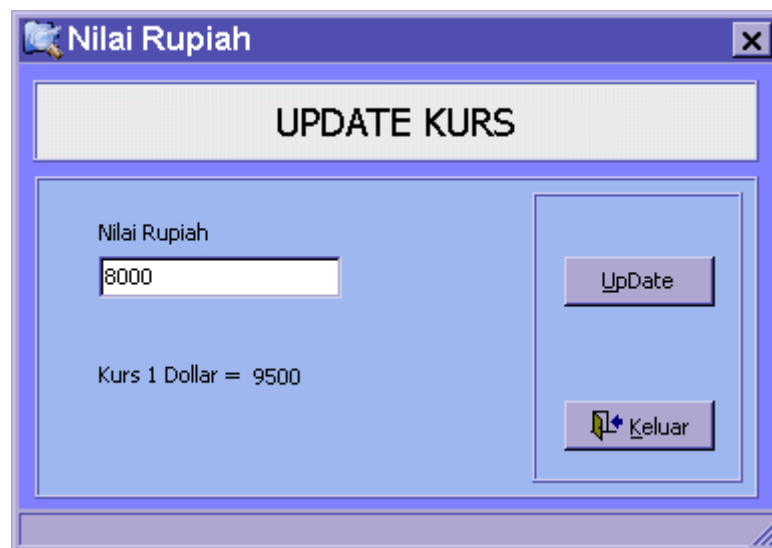 Nilai Rupiah
UPDATE KURS
Nilai Rupiah
8000
UpDate
Kurs 1 Dollar = 9500
Keluar